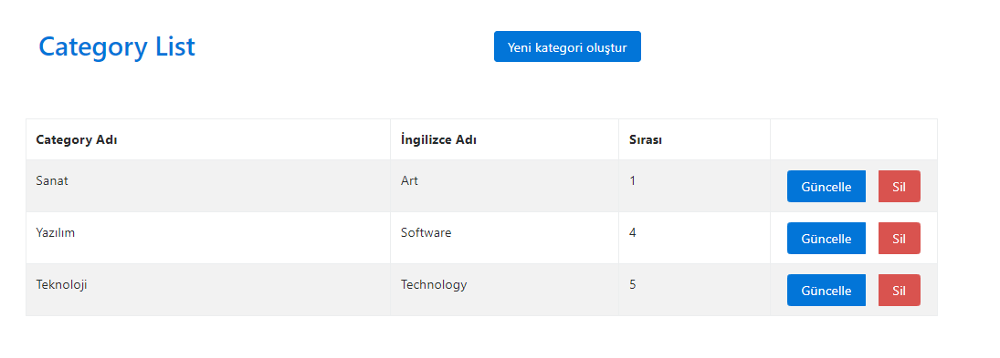 Category List
Yeni kategori oluştur
Category Adı İngilizce Adı Sırası
Sanat Art 1 Güncelle Sil
Yazılım Software 4 Güncelle Sil
Teknoloji Technology 5 Güncelle Sil